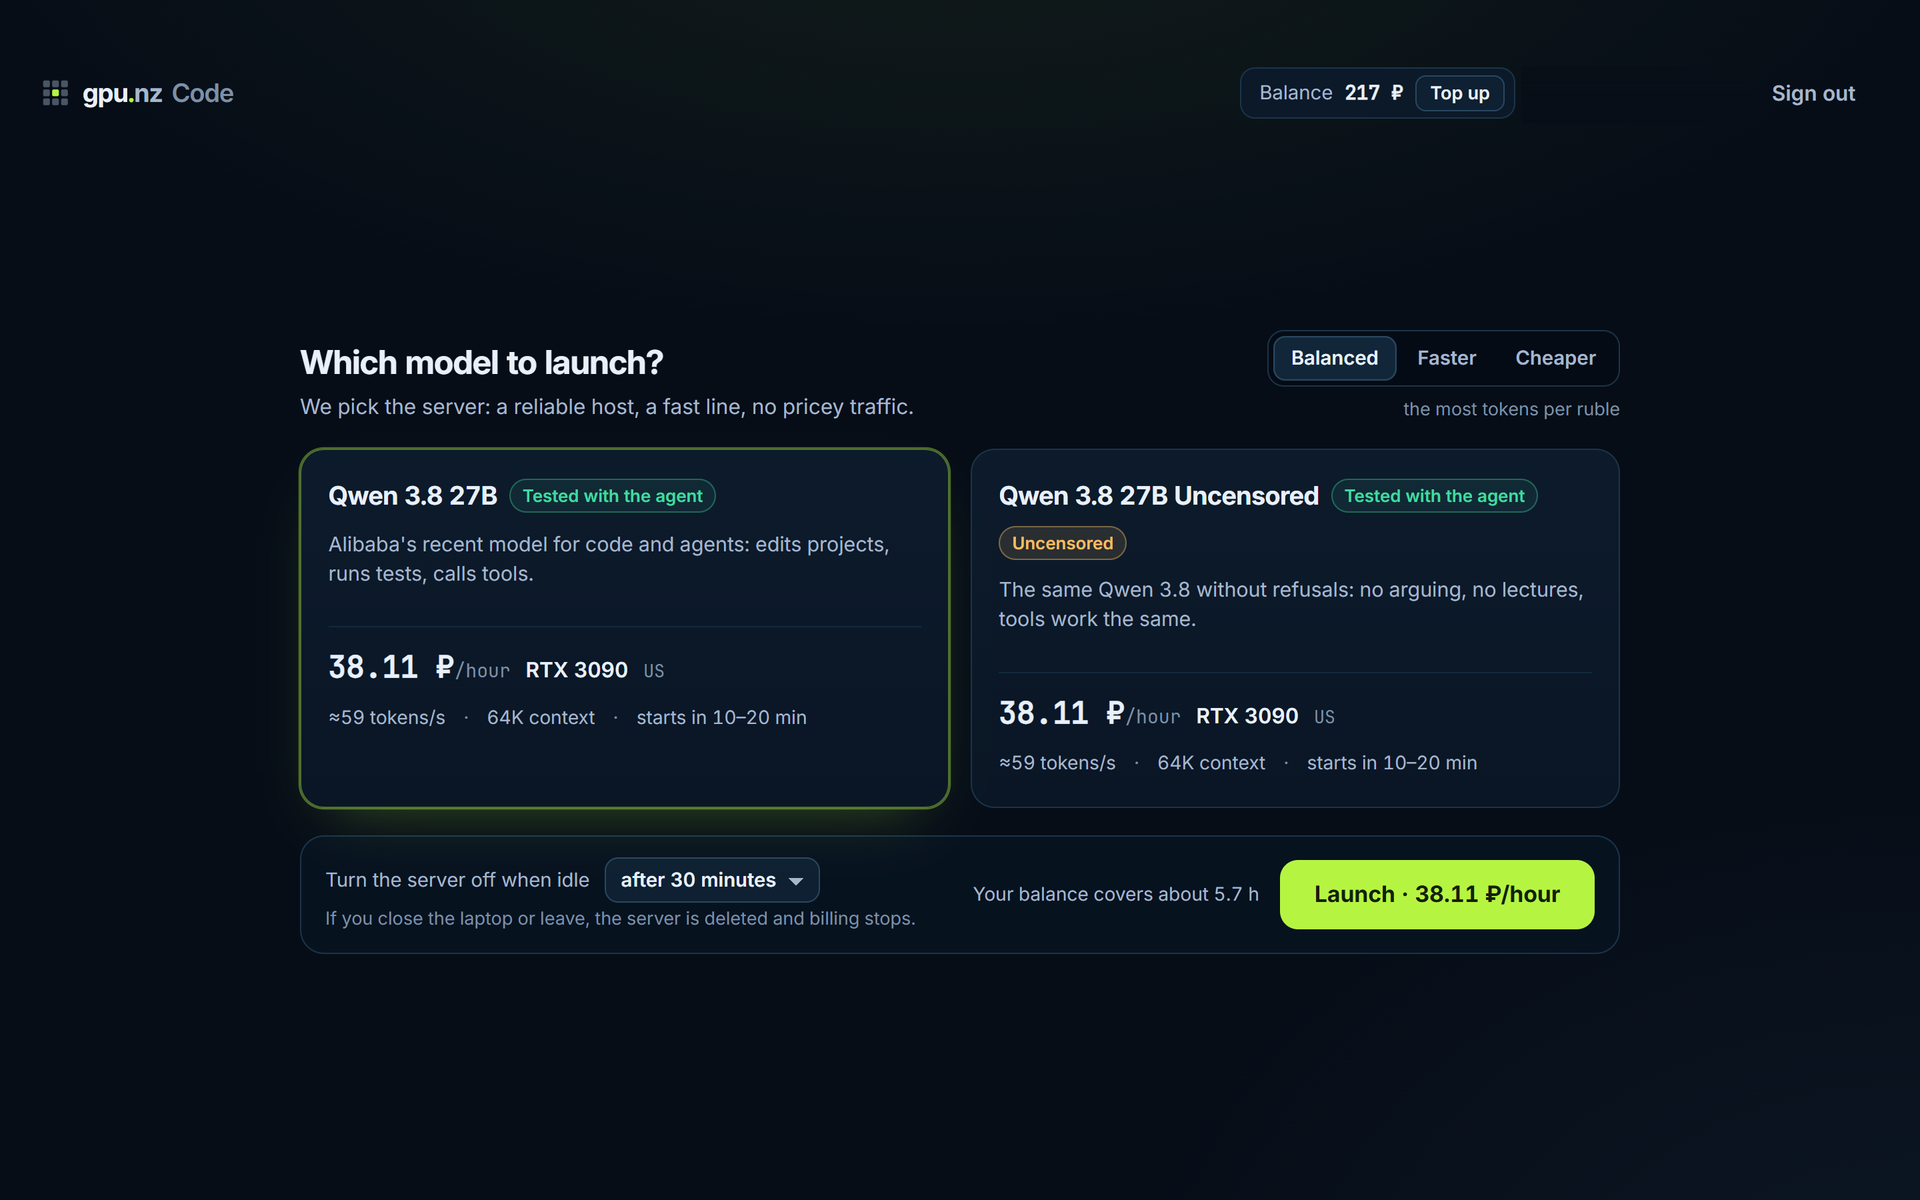 gpu.nz Code
Balance 217 ₽ Top up
Sign out
Which model to launch?
We pick the server: a reliable host, a fast line, no pricey traffic.
Balanced Faster Cheaper
the most tokens per ruble
Qwen 3.8 27B Tested with the agent
Alibaba's recent model for code and agents: edits projects,
runs tests, calls tools.
38.11 ₽/hour RTX 3090 US
≈59 tokens/s · 64K context · starts in 10–20 min
Qwen 3.8 27B Uncensored Tested with the agent
Uncensored
The same Qwen 3.8 without refusals: no arguing, no lectures,
tools work the same.
38.11 ₽/hour RTX 3090 US
≈59 tokens/s · 64K context · starts in 10–20 min
Turn the server off when idle after 30 minutes
If you close the laptop or leave, the server is deleted and billing stops.
Your balance covers about 5.7 h
Launch · 38.11 ₽/hour